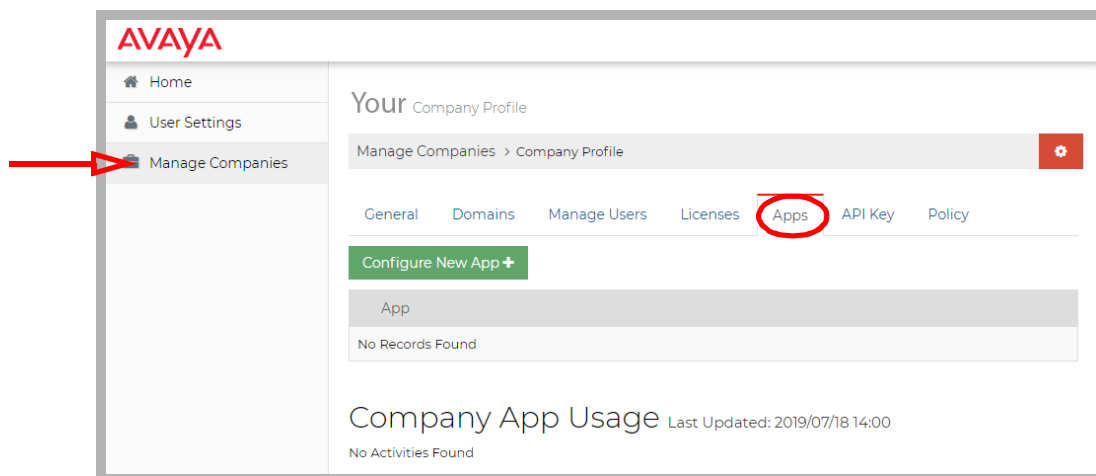 AVAYA
Home
User Settings
Manage Companies
Your Company Profile
Manage Companies > Company Profile
General Domains Manage Users Licenses Apps API Key Policy
Configure New App +
App
No Records Found
Company App Usage Last Updated: 2019/07/18 14:00
No Activities Found